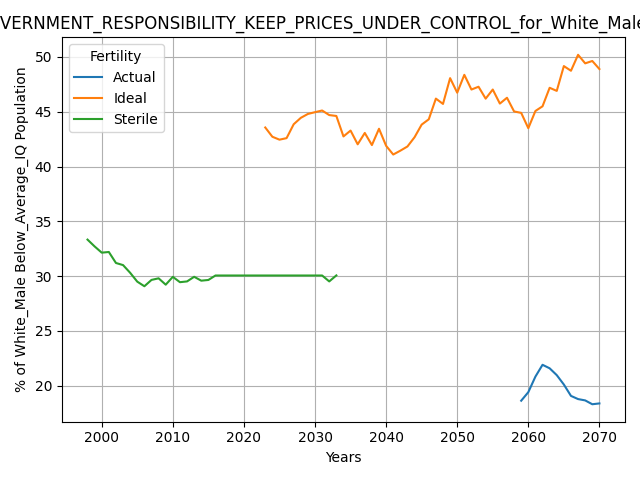 VERNMENT_RESPONSIBILITY_KEEP_PRICES_UNDER_CONTROL_for_White_Male
Fertility
Actual
Ideal
Sterile
% of White_Male Below_Average_IQ Population
50
45
40
35
30
25
20
2000 2010 2020 2030 2040 2050 2060 2070
Years